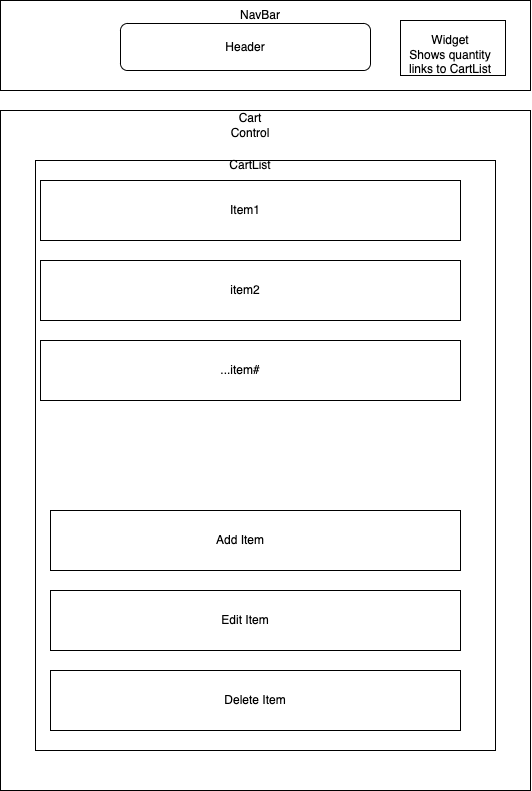 NavBar
Header
Widget
Shows quantity
links to CartList
Cart
Control
CartList
Item1
item2
...item#
Add Item
Edit Item
Delete Item